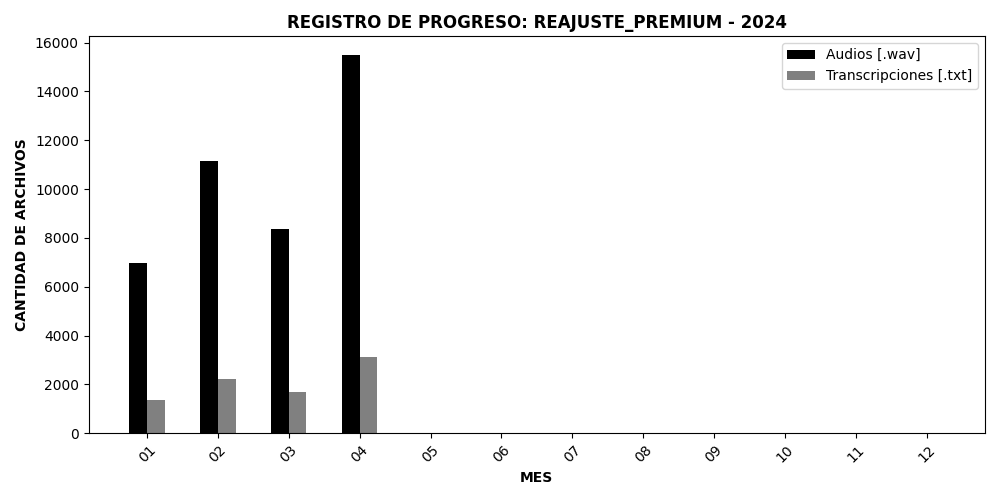 REGISTRO DE PROGRESO: REAJUSTE_PREMIUM - 2024
Audios [.wav]
Transcripciones [.txt]
CANTIDAD DE ARCHIVOS
16000
14000
12000
10000
8000
6000
4000
2000
0
01 02 03 04 05 06 07 08 09 10 11 12
MES